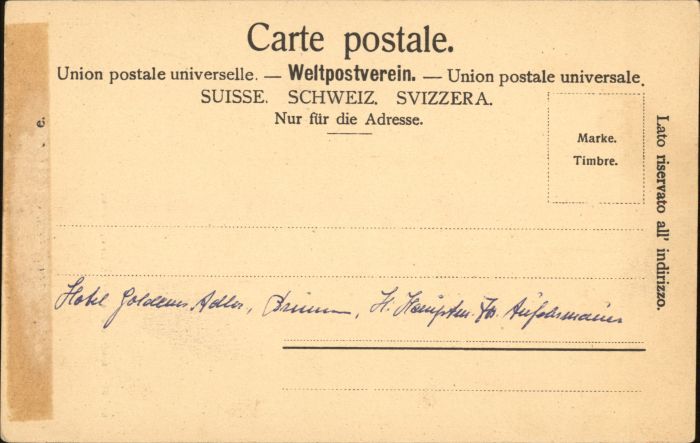 Carte postale.
Union postale universelle. — Weltpostverein. — Union postale universale.
SUISSE. SCHWEIZ. SVIZZERA.
Nur für die Adresse.
Marke.
Timbre.
Lato riservato all' indirizzo.
e.
Hotel Goldener Adler, Brunnen, H.